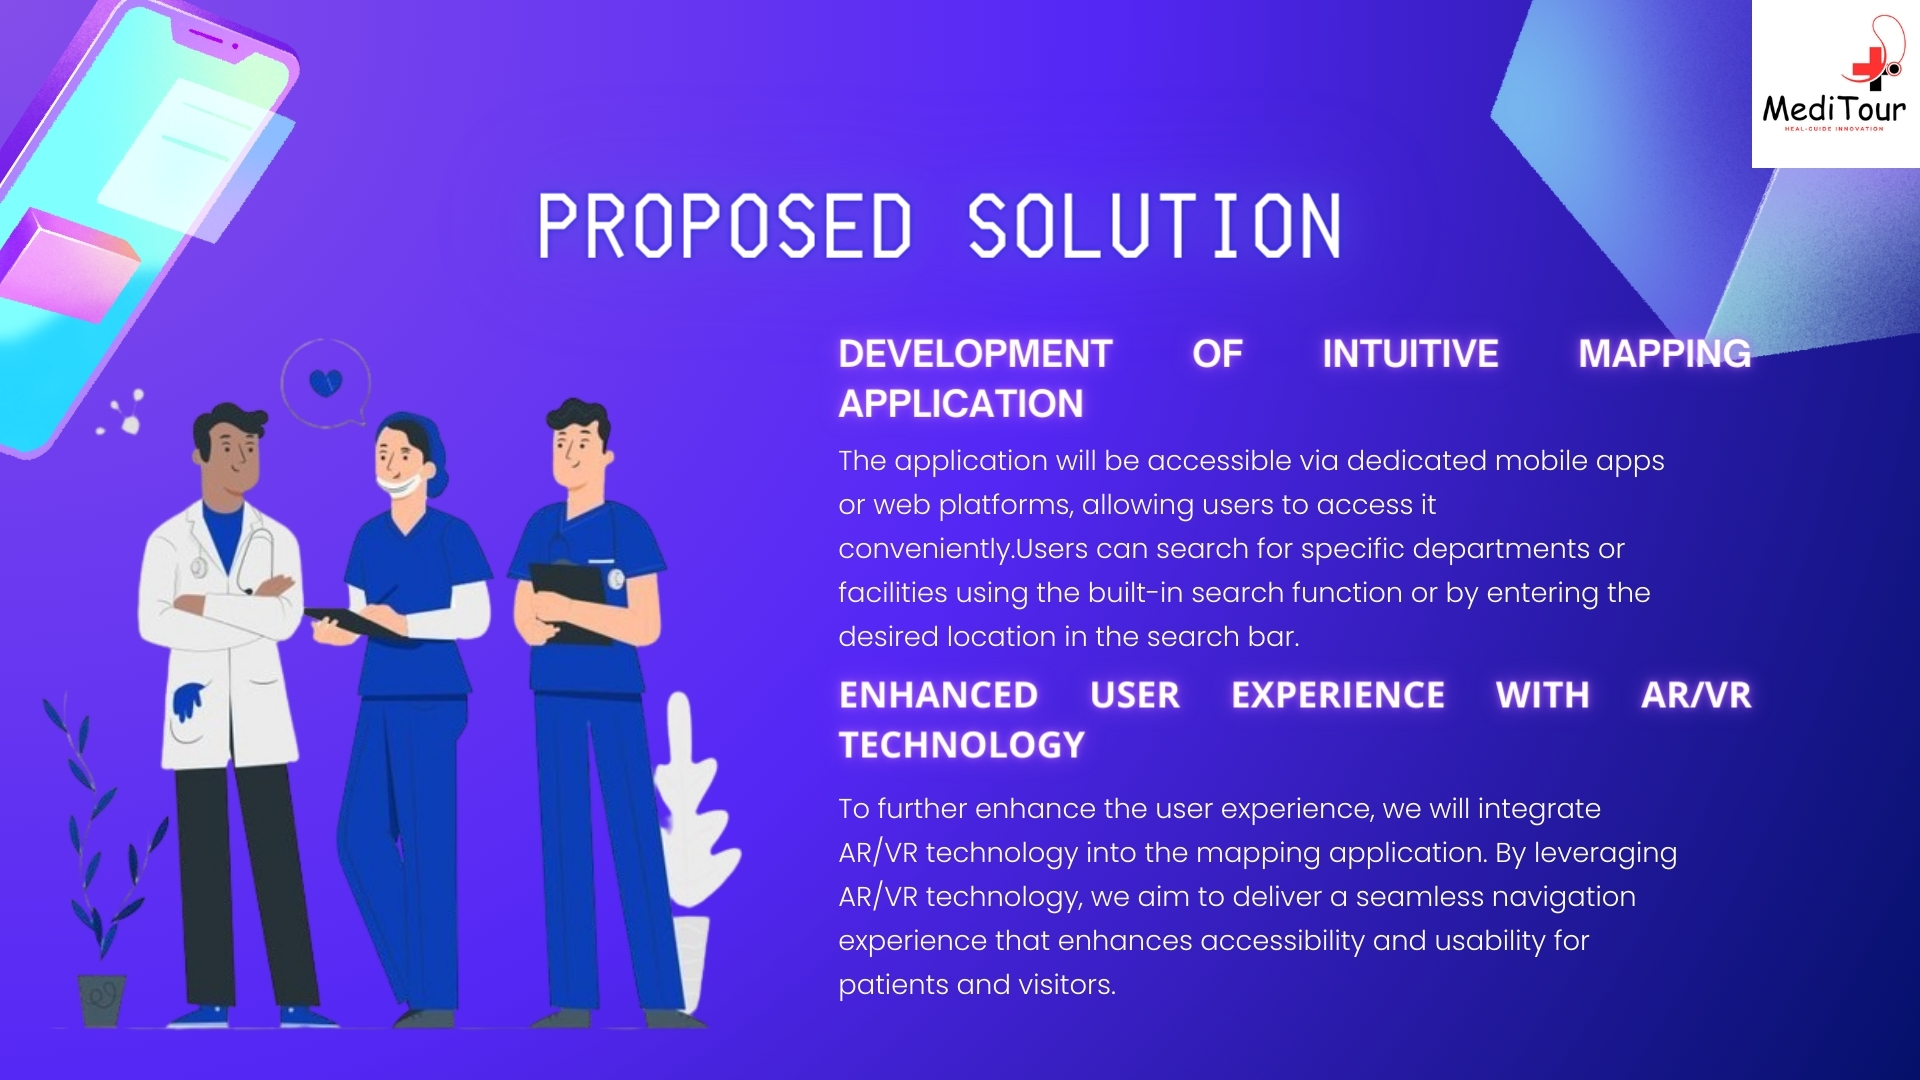 MediTour
HEAL-GUIDE INNOVATION
PROPOSED SOLUTION
DEVELOPMENT OF INTUITIVE MAPPING
APPLICATION
The application will be accessible via dedicated mobile apps
or web platforms, allowing users to access it
conveniently.Users can search for specific departments or
facilities using the built-in search function or by entering the
desired location in the search bar.
ENHANCED USER EXPERIENCE WITH AR/VR
TECHNOLOGY
To further enhance the user experience, we will integrate
AR/VR technology into the mapping application. By leveraging
AR/VR technology, we aim to deliver a seamless navigation
experience that enhances accessibility and usability for
patients and visitors.